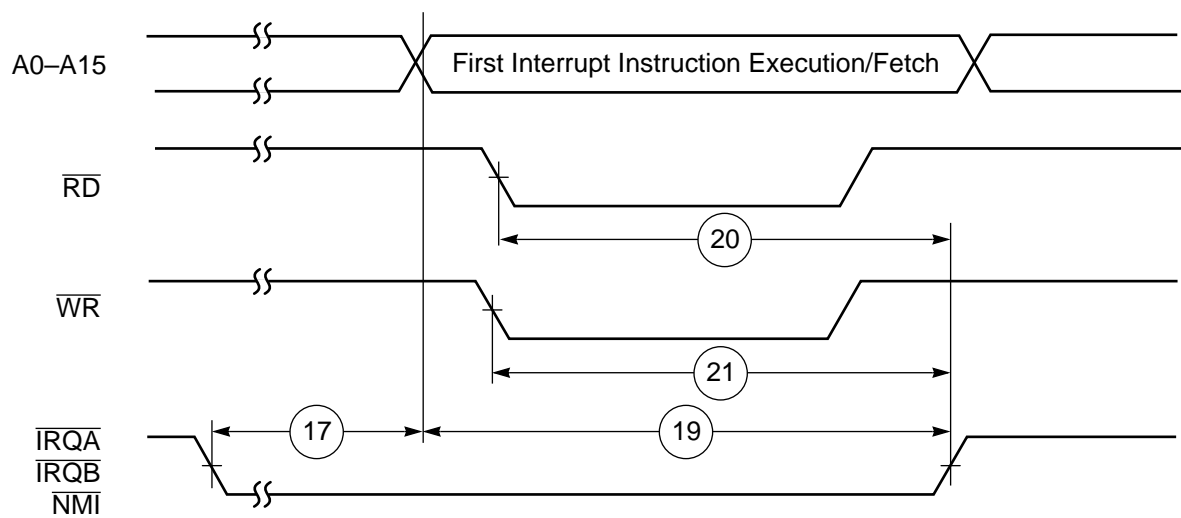 A0–A15
First Interrupt Instruction Execution/Fetch
RD
20
WR
21
17
19
IRQA
IRQB
NMI